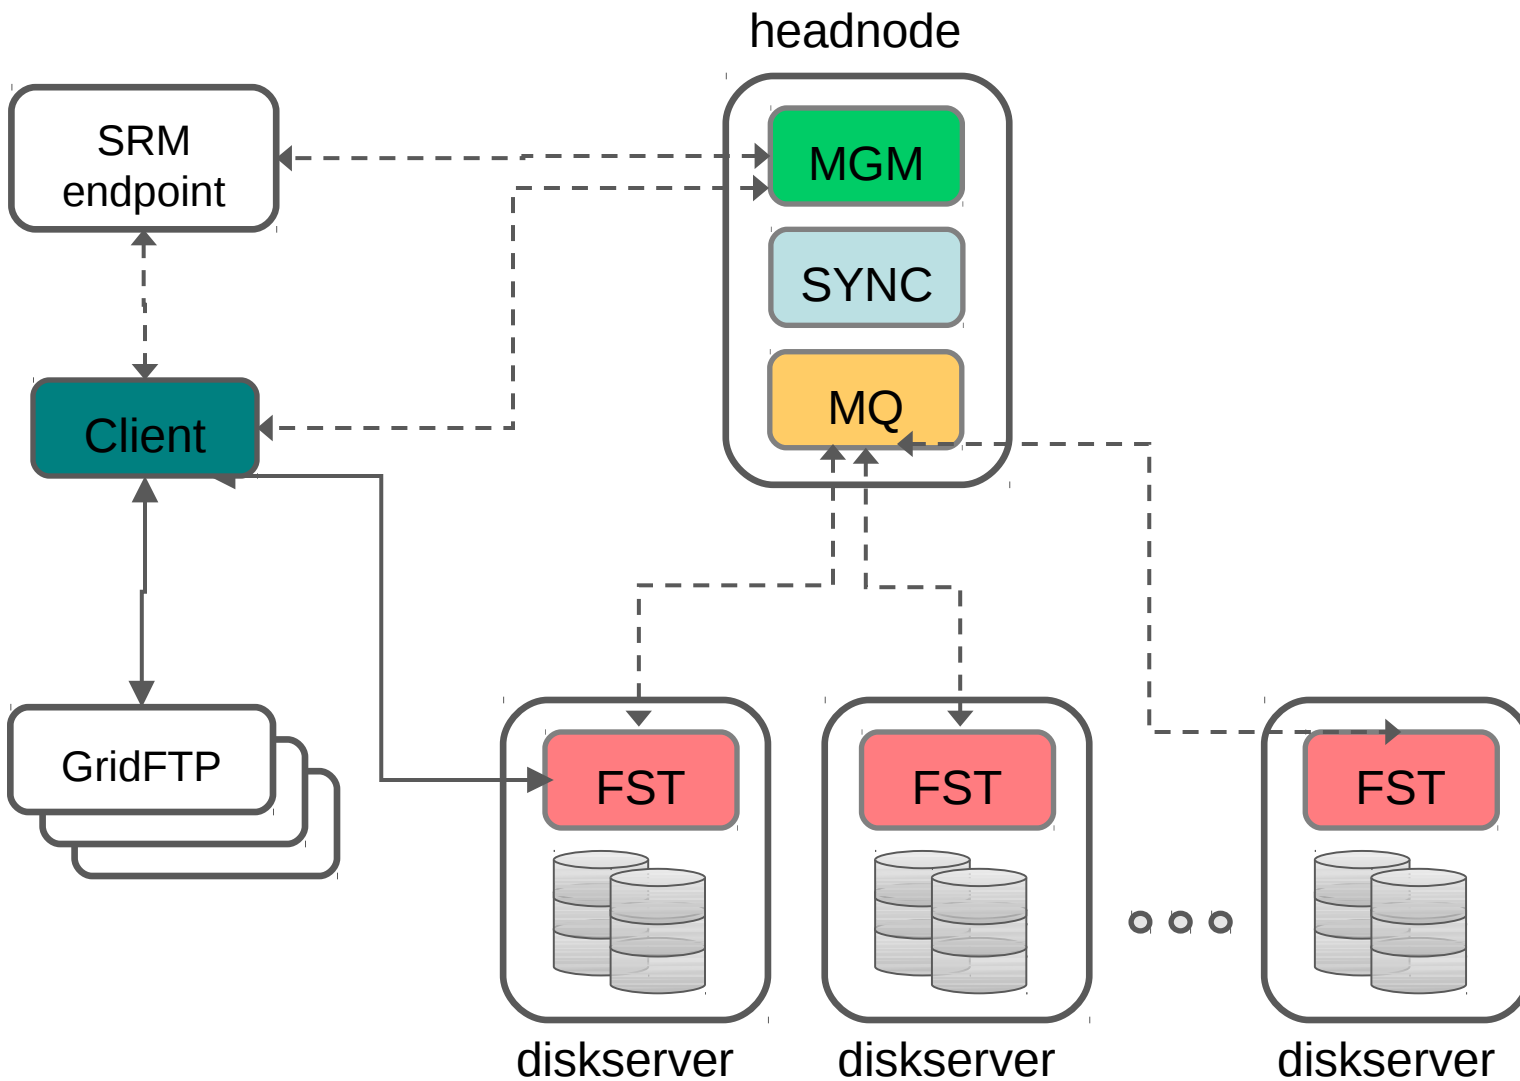 headnode
SRM
endpoint
MGM
SYNC
MQ
Client
GridFTP
FST
FST
FST
diskserver
diskserver
diskserver